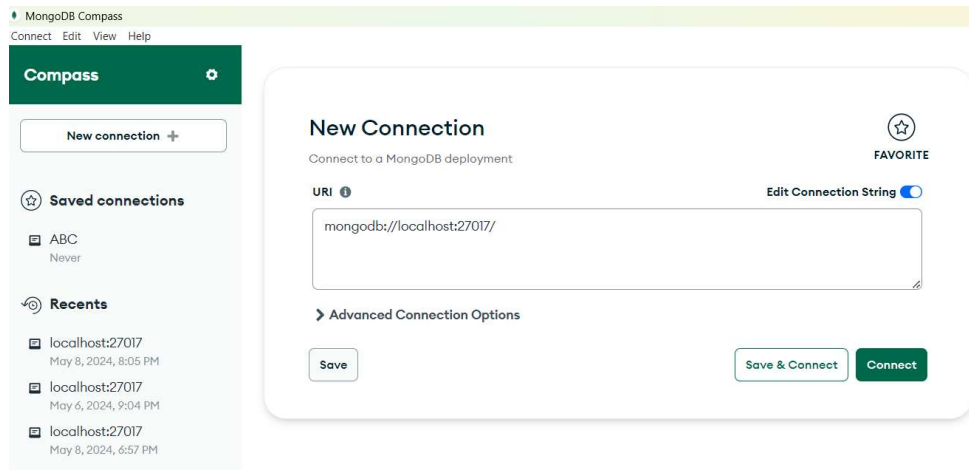 MongoDB Compass
Connect Edit View Help
Compass
New connection
Saved connections
ABC
Never
Recents
localhost:27017
May 8, 2024, 8:05 PM
localhost:27017
May 6, 2024, 9:04 PM
localhost:27017
May 8, 2024, 6:57 PM
New Connection
Connect to a MongoDB deployment
FAVORITE
URI
Edit Connection String
mongodb://localhost:27017/
Advanced Connection Options
Save
Save & Connect
Connect